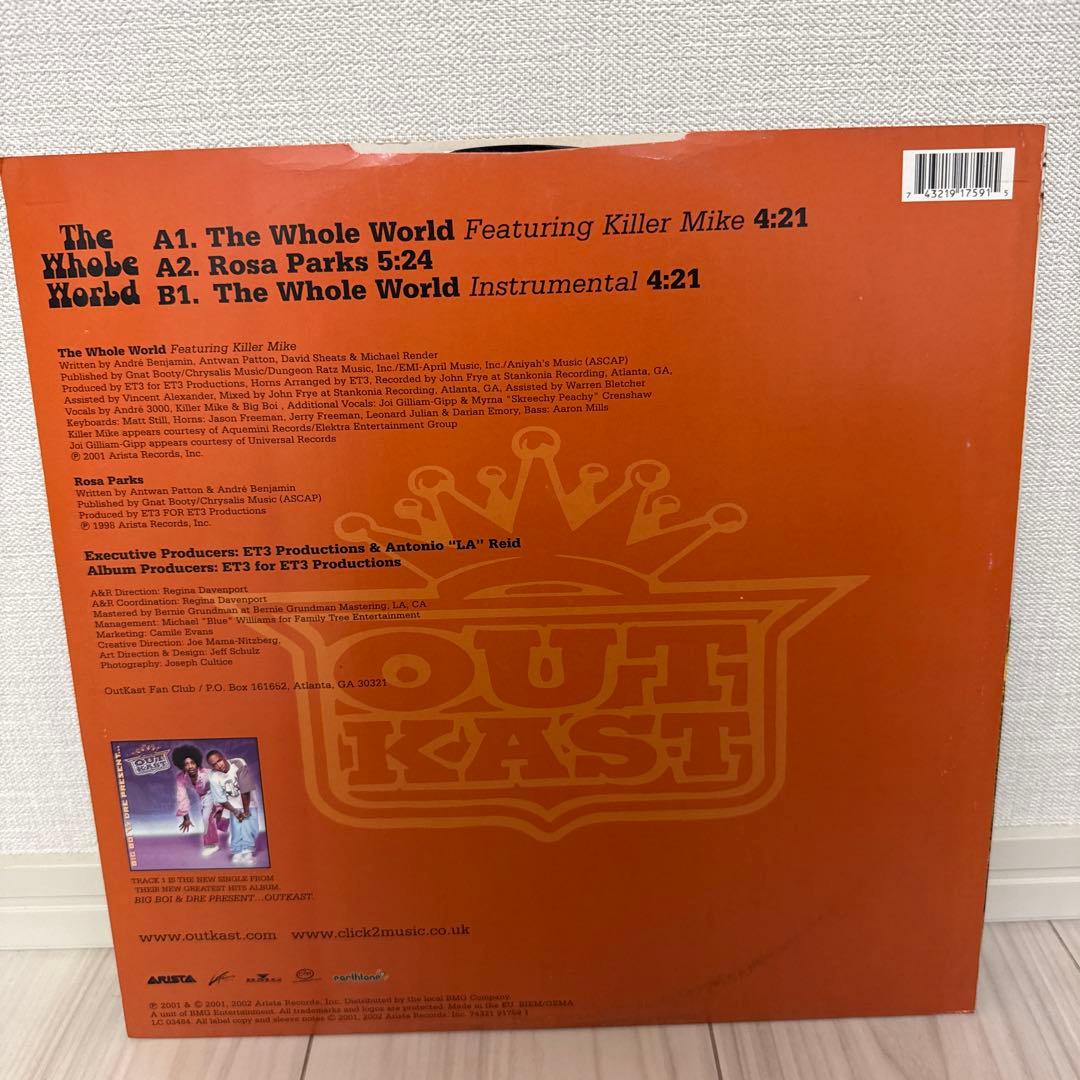 7 43219 17591 5
The
Whole
World
A1. The Whole World Featuring Killer Mike 4:21
A2. Rosa Parks 5:24
B1. The Whole World Instrumental 4:21
The Whole World Featuring Killer Mike
Written by André Benjamin, Antwan Patton, David Sheats & Michael Render
Published by Gnat Booty/Chrysalis Music/Dungeon Ratz Music, Inc./EMI-April Music, Inc./Aniyah's Music (ASCAP)
Produced by ET3 for ET3 Productions, Horns Arranged by ET3, Recorded by John Frye at Stankonia Recording, Atlanta, GA,
Assisted by Vincent Alexander, Mixed by John Frye at Stankonia Recording, Atlanta, GA, Assisted by Warren Bletcher
Vocals by André 3000, Killer Mike & Big Boi , Additional Vocals: Joi Gilliam-Gipp & Myrna "Skreechy Peachy" Crenshaw
Keyboards: Matt Still, Horns: Jason Freeman, Jerry Freeman, Leonard Julian & Darian Emory, Bass: Aaron Mills
Killer Mike appears courtesy of Aquemini Records/Elektra Entertainment Group
Joi Gilliam-Gipp appears courtesy of Universal Records
℗ 2001 Arista Records, Inc.
Rosa Parks
Written by Antwan Patton & André Benjamin
Published by Gnat Booty/Chrysalis Music (ASCAP)
Produced by ET3 FOR ET3 Productions
℗ 1998 Arista Records, Inc.
Executive Producers: ET3 Productions & Antonio "LA" Reid
Album Producers: ET3 for ET3 Productions
A&R Direction: Regina Davenport
A&R Coordination: Regina Davenport
Mastered by Bernie Grundman at Bernie Grundman Mastering, LA, CA
Management: Michael "Blue" Williams for Family Tree Entertainment
Marketing: Camile Evans
Creative Direction: Joe Mama-Nitzberg,
Art Direction & Design: Jeff Schulz
Photography: Joseph Cultice
OutKast Fan Club / P.O. Box 161652, Atlanta, GA 30321
OUT
KAST
OUT
KAST
BIG BOI & DRE PRESENT...
TRACK 1 IS THE NEW SINGLE FROM
THEIR NEW GREATEST HITS ALBUM.
BIG BOI & DRE PRESENT...OUTKAST.
www.outkast.com www.click2music.co.uk
ARISTA BMG earthtone
℗ 2001 & © 2001, 2002 Arista Records, Inc. Distributed by the local BMG Company.
A unit of BMG Entertainment. All trademarks and logos are protected. Made in the EU. BIEM/GEMA
LC 03484. All label copy and sleeve notes © 2001, 2002 Arista Records, Inc. 74321 91759 1